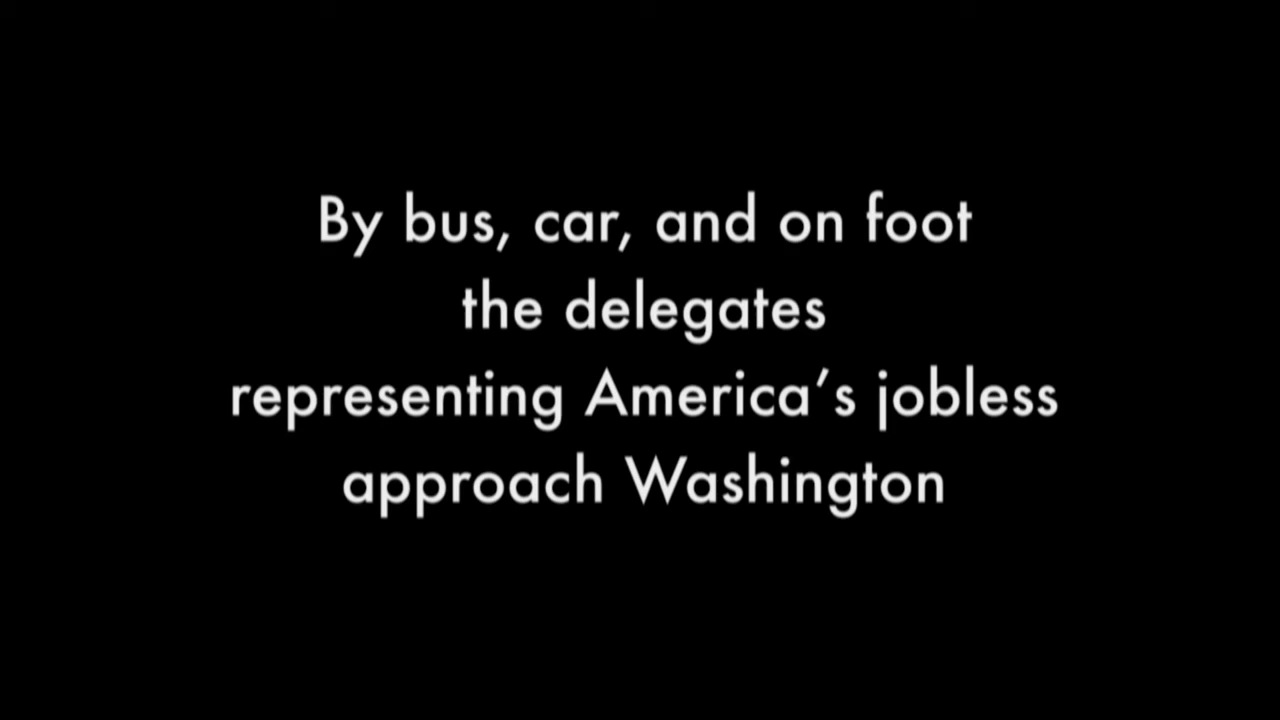 By bus, car, and on foot
the delegates
representing America’s jobless
approach Washington